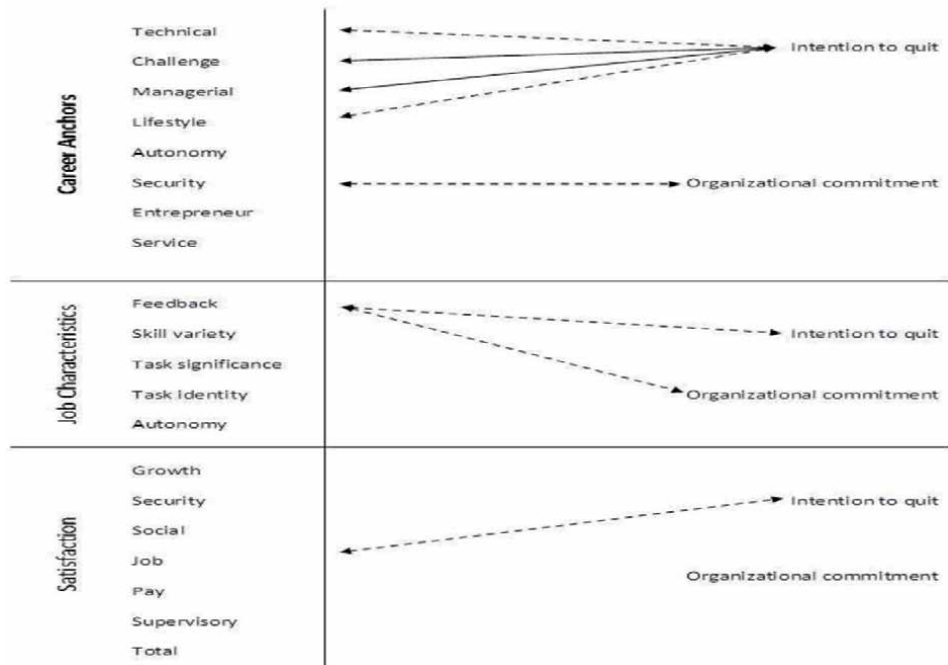 Career Anchors
Technical
Challenge
Managerial
Lifestyle
Autonomy
Security
Entrepreneur
Service
Intention to quit
Organizational commitment
Job Characteristics
Feedback
Skill variety
Task significance
Task identity
Autonomy
Intention to quit
Organizational commitment
Satisfaction
Growth
Security
Social
Job
Pay
Supervisory
Total
Intention to quit
Organizational commitment